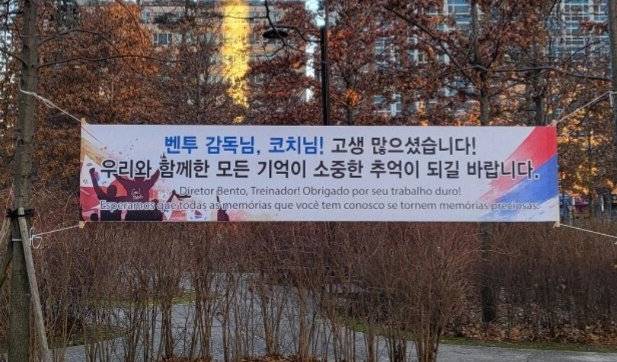 벤투 감독님, 코치님! 고생 많으셨습니다!
우리와 함께한 모든 기억이 소중한 추억이 되길 바랍니다.
Diretor Bento, Treinador! Obrigado por seu trabalho duro!
Esperamos que todas as memórias que você tem conosco se tornem memórias preciosas.